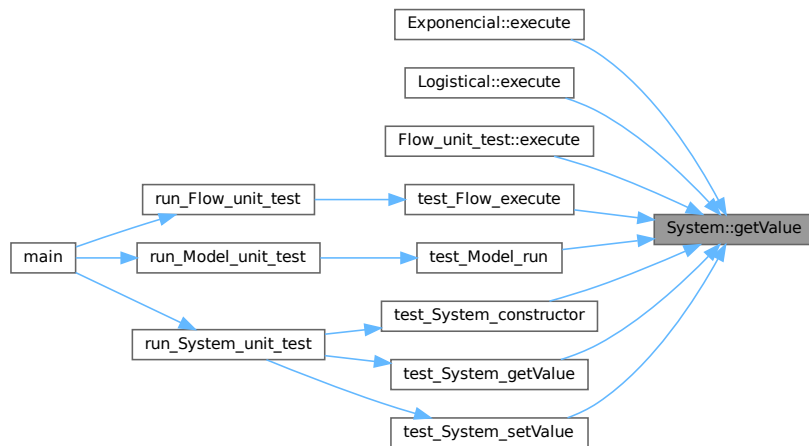 Exponencial::execute
Logistical::execute
Flow_unit_test::execute
run_Flow_unit_test
test_Flow_execute
System::getValue
main
run_Model_unit_test
test_Model_run
test_System_constructor
run_System_unit_test
test_System_getValue
test_System_setValue